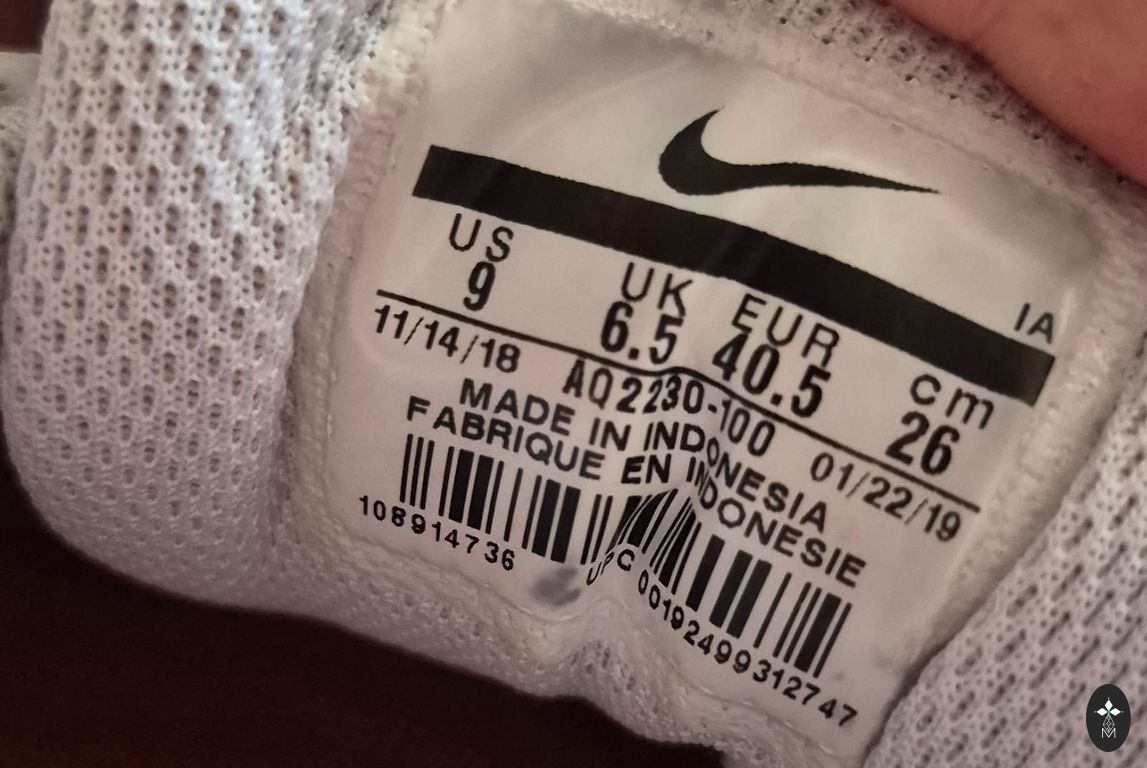 IA
US UK EUR cm
9 6.5 40.5 26
11/14/18 AQ2230-100 01/22/19
MADE IN INDONESIA
FABRIQUE EN INDONESIE
108914736 UPC 00192499312747
M